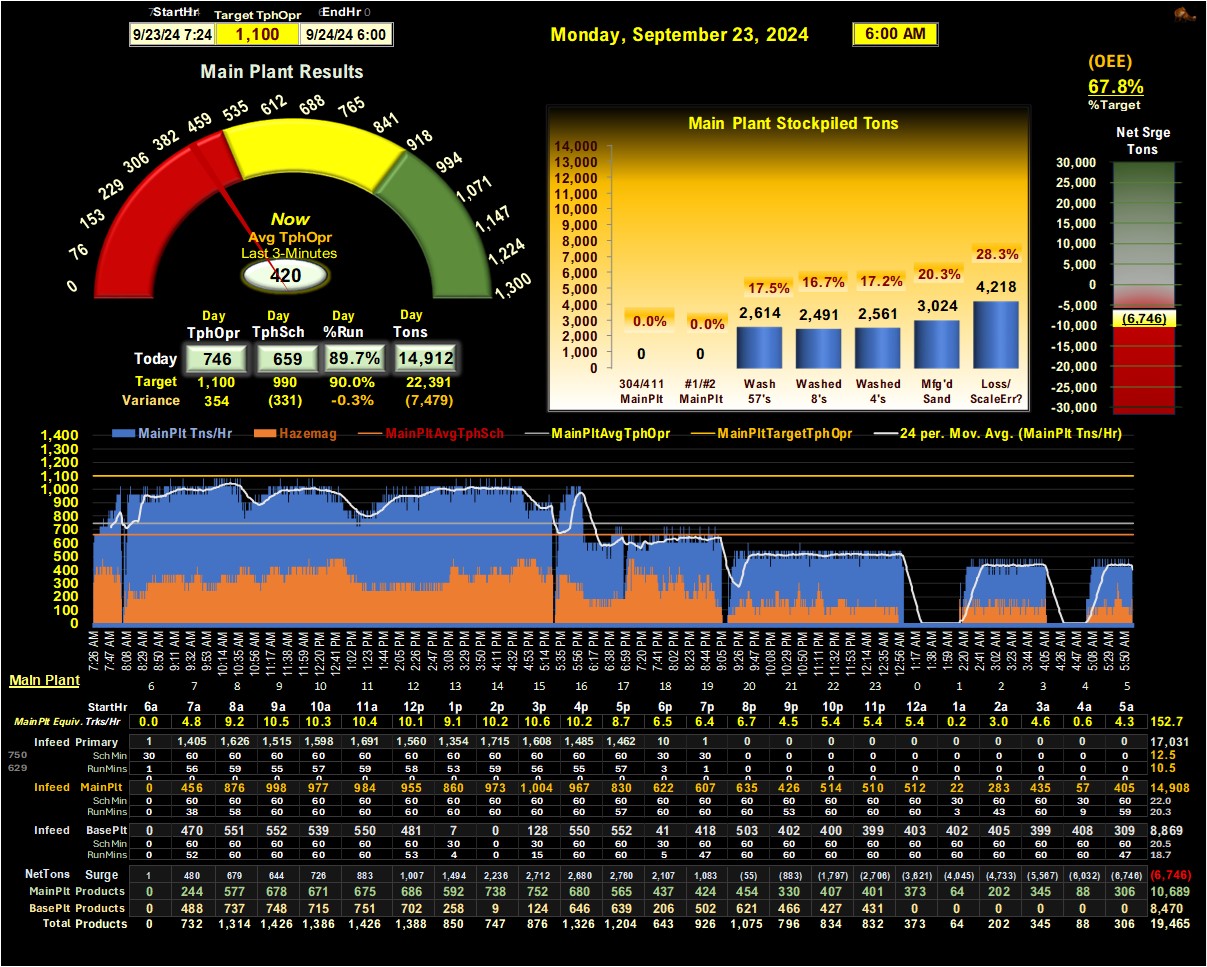 StartHr Target TphOpr EndHr
9/23/24 7:24 1,100 9/24/24 6:00
Monday, September 23, 2024 6:00 AM
(OEE)
67.8%
%Target
Main Plant Results
0 76 153 229 306 382 459 535 612 688 765 841 918 994 1,071 1,147 1,224 1,300
Now
Avg TphOpr
Last 3-Minutes
420
Day Day Day Day
TphOpr TphSch %Run Tons
Today 746 659 89.7% 14,912
Target 1,100 990 90.0% 22,391
Variance 354 (331) -0.3% (7,479)
Main Plant Stockpiled Tons
14,000
13,000
12,000
11,000
10,000
9,000
8,000
7,000
6,000
5,000
4,000
3,000
2,000
1,000
0
0.0% 0.0% 17.5% 16.7% 17.2% 20.3% 28.3%
0 0 2,614 2,491 2,561 3,024 4,218
304/411 #1/#2 Wash Washed Washed Mfg'd Loss/
MainPlt MainPlt 57's 8's 4's Sand ScaleErr?
Net Srge
Tons
30,000
25,000
20,000
15,000
10,000
5,000
0
-5,000
(6,746)
-10,000
-15,000
-20,000
-25,000
-30,000
MainPlt Tns/Hr Hazemag MainPltAvgTphSch MainPltAvgTphOpr MainPltTargetTphOpr 24 per. Mov. Avg. (MainPlt Tns/Hr)
1,400
1,300
1,200
1,100
1,000
900
800
700
600
500
400
300
200
100
0
7:26 AM 7:47 AM 8:08 AM 8:29 AM 8:50 AM 9:11 AM 9:32 AM 9:53 AM 10:14 AM 10:35 AM 10:56 AM 11:17 AM 11:38 AM 11:59 AM 12:20 PM 12:41 PM 1:02 PM 1:23 PM 1:44 PM 2:05 PM 2:26 PM 2:47 PM 3:08 PM 3:29 PM 3:50 PM 4:11 PM 4:32 PM 4:53 PM 5:14 PM 5:35 PM 5:56 PM 6:17 PM 6:38 PM 6:59 PM 7:20 PM 7:41 PM 8:02 PM 8:23 PM 8:44 PM 9:05 PM 9:26 PM 9:47 PM 10:08 PM 10:29 PM 10:50 PM 11:11 PM 11:32 PM 11:53 PM 12:14 AM 12:35 AM 12:56 AM 1:17 AM 1:38 AM 1:59 AM 2:20 AM 2:41 AM 3:02 AM 3:23 AM 3:44 AM 4:05 AM 4:26 AM 4:47 AM 5:08 AM 5:29 AM 5:50 AM
Main Plant 6 7 8 9 10 11 12 13 14 15 16 17 18 19 20 21 22 23 0 1 2 3 4 5
StartHr 6a 7a 8a 9a 10a 11a 12p 1p 2p 3p 4p 5p 6p 7p 8p 9p 10p 11p 12a 1a 2a 3a 4a 5a
MainPlt Equiv. Trks/Hr 0.0 4.8 9.2 10.5 10.3 10.4 10.1 9.1 10.2 10.6 10.2 8.7 6.5 6.4 6.7 4.5 5.4 5.4 5.4 0.2 3.0 4.6 0.6 4.3 152.7
Infeed Primary 1 1,405 1,626 1,515 1,598 1,691 1,560 1,354 1,715 1,608 1,485 1,462 10 1 0 0 0 0 0 0 0 0 0 0 17,031
750 SchMin 30 60 60 60 60 60 60 60 60 60 60 60 30 30 0 0 0 0 0 0 0 0 0 0 12.5
629 RunMins 1 56 59 55 57 59 58 53 59 56 55 57 3 1 0 0 0 0 0 0 0 0 0 0 10.5
Infeed MainPlt 0 456 876 998 977 984 955 860 973 1,004 967 830 622 607 635 426 514 510 512 22 283 435 57 405 14,908
SchMin 60 60 60 60 60 60 60 60 60 60 60 60 60 60 60 60 60 60 60 30 60 60 30 60 22.0
RunMins 0 38 58 60 60 60 60 60 60 60 60 57 60 60 60 53 60 60 60 3 43 60 9 59 20.3
Infeed BasePlt 0 470 551 552 539 550 481 7 0 128 550 552 41 418 503 402 400 399 403 402 405 399 408 309 8,869
SchMin 0 60 60 60 60 60 60 30 0 30 60 60 30 60 60 60 60 60 60 60 60 60 60 60 20.5
RunMins 0 52 60 60 60 60 53 4 0 15 60 60 5 47 60 60 60 60 60 60 60 60 60 47 18.7
NetTons Surge 1 480 679 644 726 883 1,007 1,494 2,236 2,712 2,680 2,760 2,107 1,083 (55) (883) (1,797) (2,706) (3,621) (4,045) (4,733) (5,567) (6,032) (6,746) (6,746)
MainPlt Products 0 244 577 678 671 675 686 592 738 752 680 565 437 424 454 330 407 401 373 64 202 345 88 306 10,689
BasePlt Products 0 488 737 748 715 751 702 258 9 124 646 639 206 502 621 466 427 431 0 0 0 0 0 0 8,470
Total Products 0 732 1,314 1,426 1,386 1,426 1,388 850 747 876 1,326 1,204 643 926 1,075 796 834 832 373 64 202 345 88 306 19,465